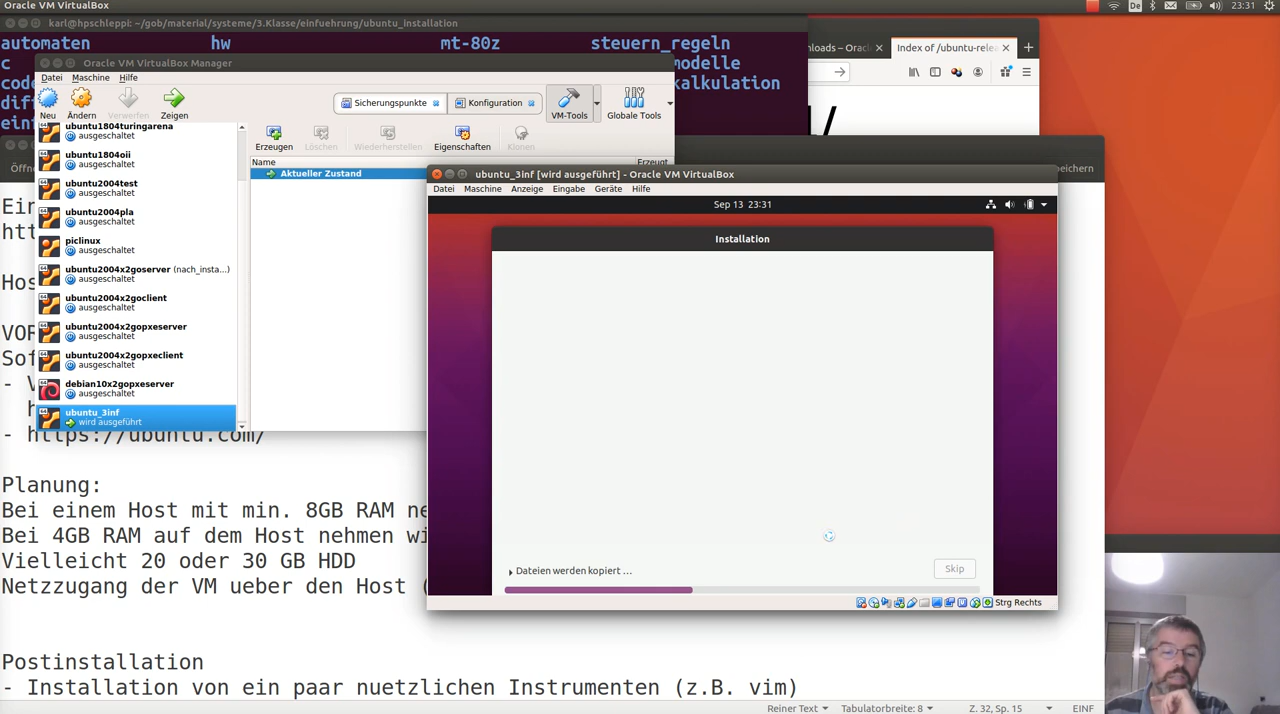 Oracle VM VirtualBox
De
23:31
karl@hpschleppi: ~/gob/material/systeme/3.Klasse/einfuehrung/ubuntu_installation
automaten hw mt-80z steuern_regeln
c
modelle
kalkulation
nloads – Orac
Index of /ubuntu-rele
Oracle VM VirtualBox Manager
Datei Maschine Hilfe
Neu
Ändern
Verwerfen
Zeigen
Sicherungspunkte
Konfiguration
VM-Tools
Globale Tools
Erzeugen
Löschen
Wiederherstellen
Eigenschaften
Klonen
Name
Erzeugt
Aktueller Zustand
ubuntu1804turingarena
ausgeschaltet
ubuntu1804oii
ausgeschaltet
ubuntu2004test
ausgeschaltet
ubuntu2004pla
ausgeschaltet
piclinux
ausgeschaltet
ubuntu2004x2goserver (nach_insta...)
ausgeschaltet
ubuntu2004x2goclient
ausgeschaltet
ubuntu2004x2gopxeserver
ausgeschaltet
ubuntu2004x2gopxeclient
ausgeschaltet
debian10x2gopxeserver
ausgeschaltet
ubuntu_3inf
wird ausgeführt
ubuntu_3inf [wird ausgeführt] - Oracle VM VirtualBox
Datei Maschine Anzeige Eingabe Geräte Hilfe
Sep 13 23:31
Installation
Dateien werden kopiert …
Skip
Strg Rechts
- https://ubuntu.com/
Planung:
Bei einem Host mit min. 8GB RAM ne
Bei 4GB RAM auf dem Host nehmen wi
Vielleicht 20 oder 30 GB HDD
Netzzugang der VM ueber den Host (
Postinstallation
- Installation von ein paar nuetzlichen Instrumenten (z.B. vim)
Reiner Text
Tabulatorbreite: 8
Z. 32, Sp. 15
EINF